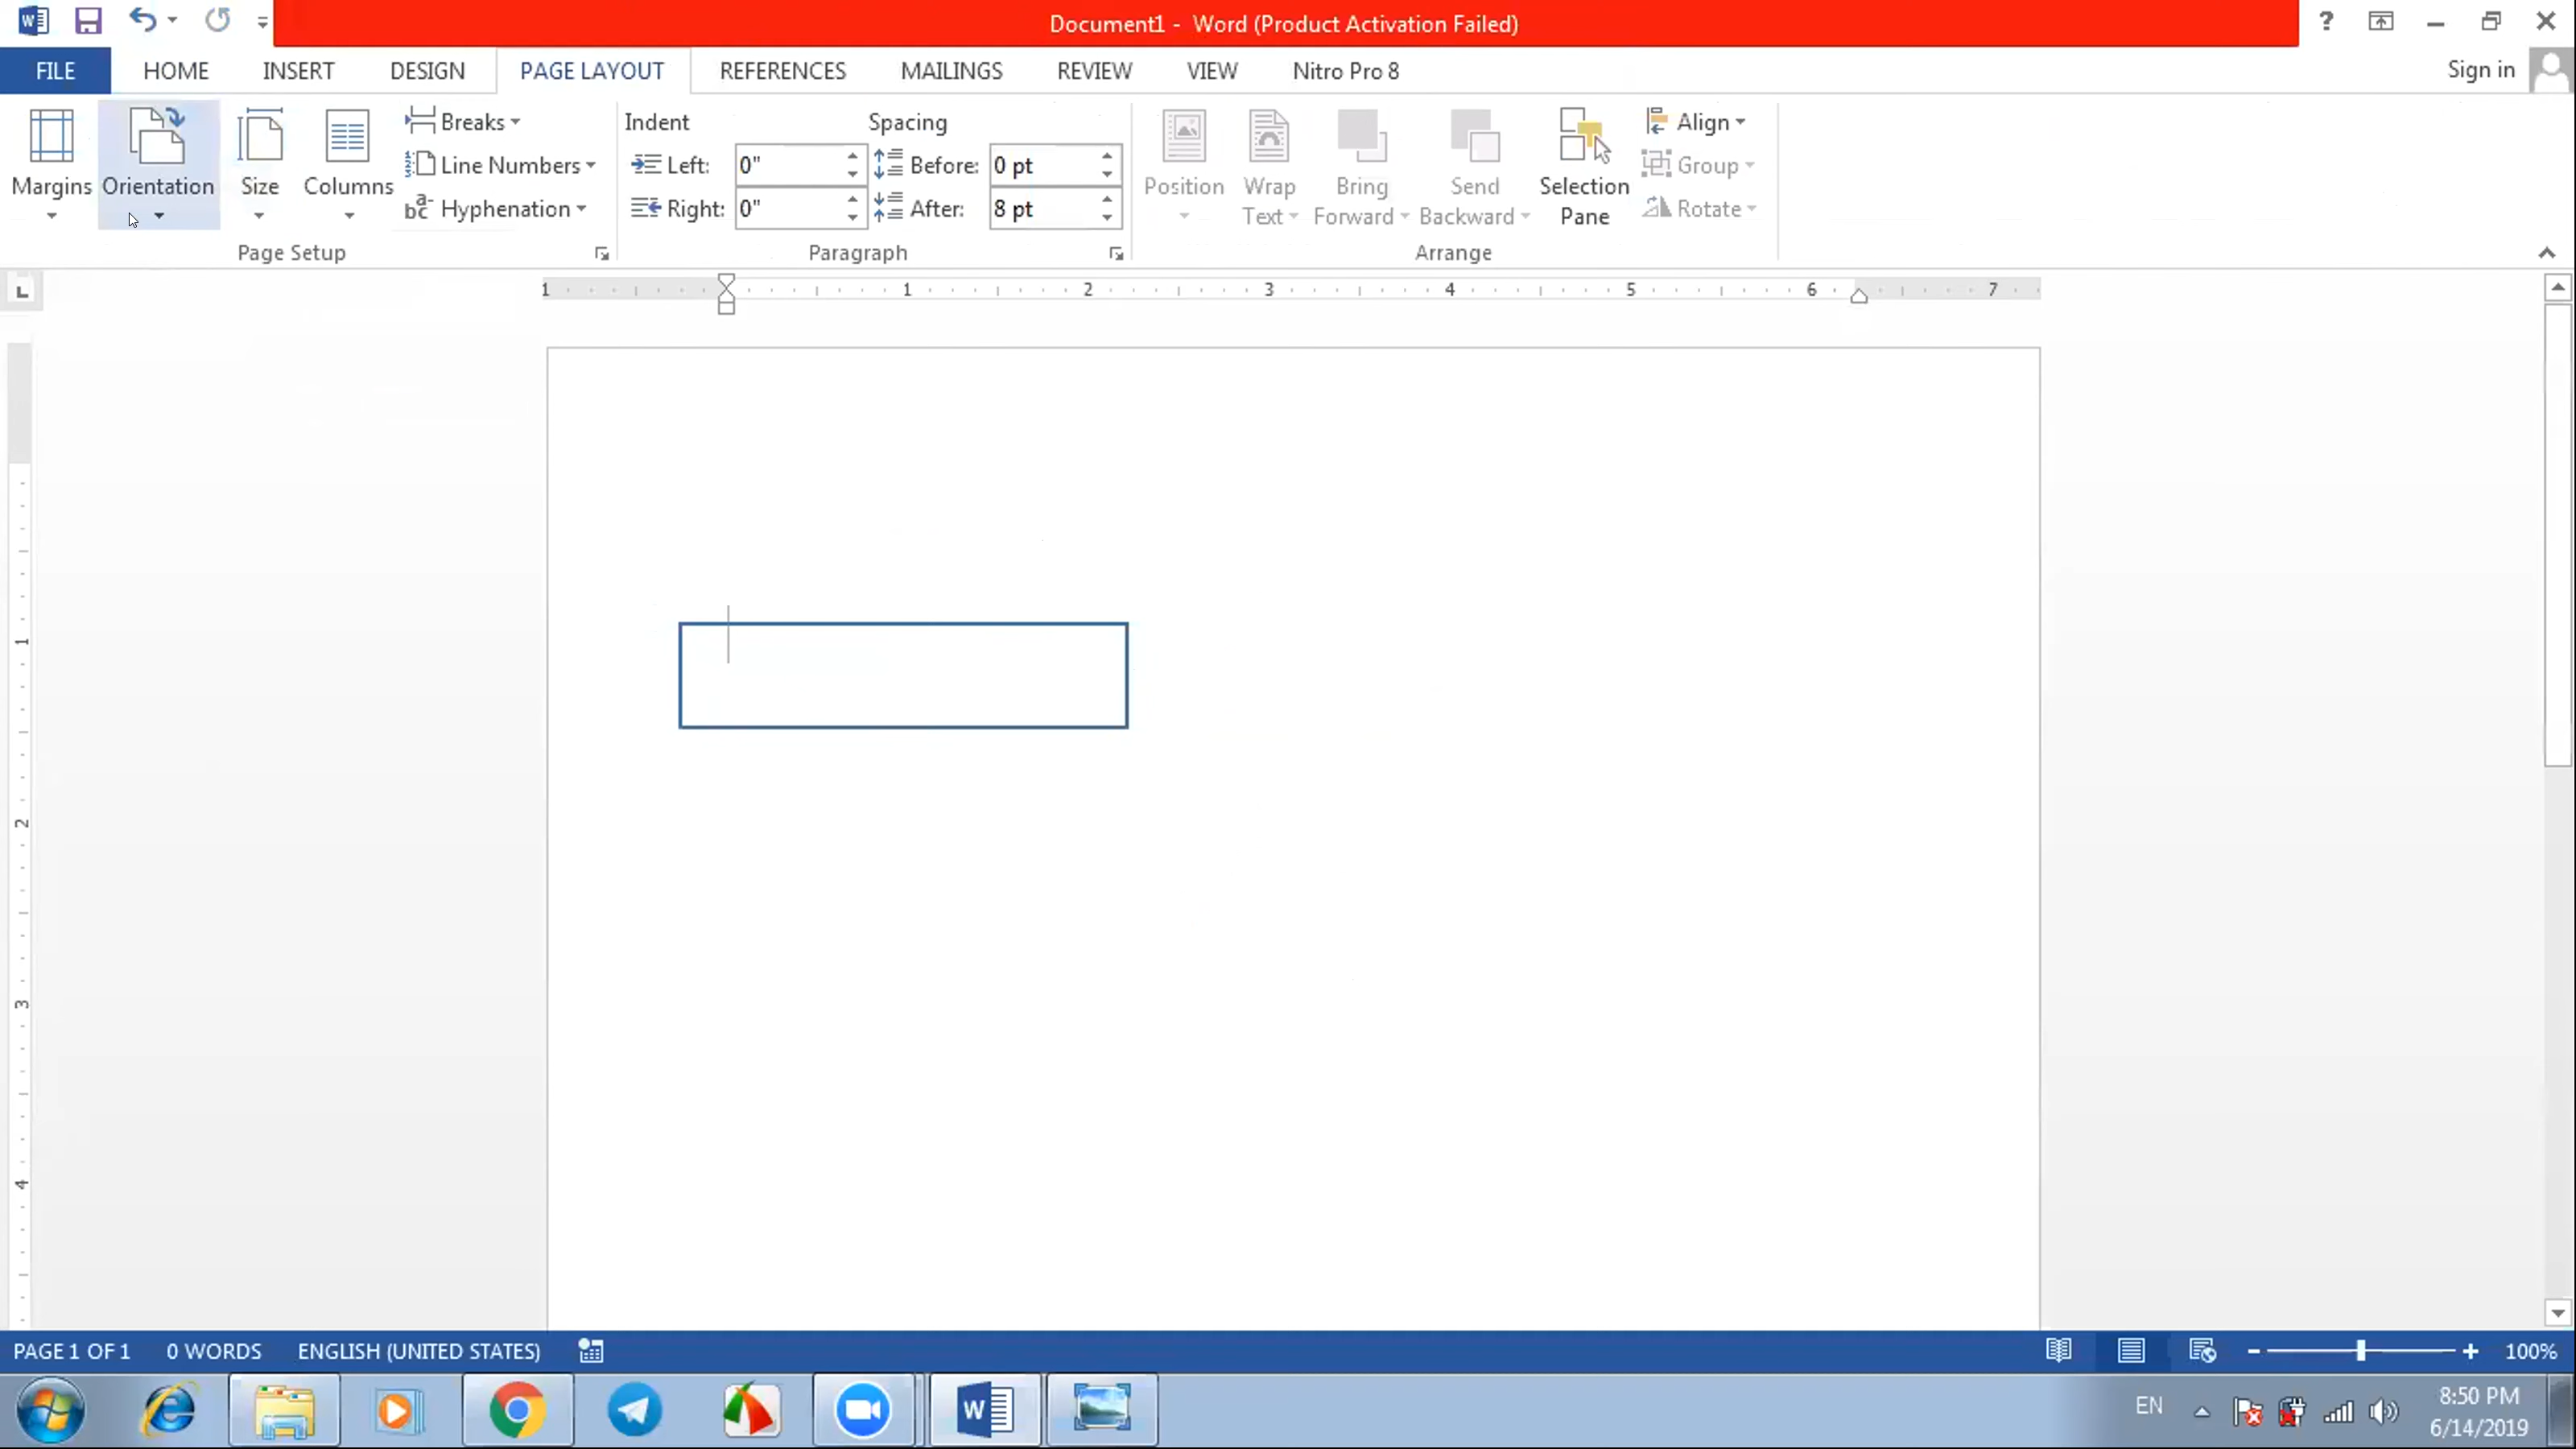 Document1 - Word (Product Activation Failed)
?
FILE HOME INSERT DESIGN PAGE LAYOUT REFERENCES MAILINGS REVIEW VIEW Nitro Pro 8 Sign in
Margins Orientation Size Columns
Breaks
Line Numbers
Hyphenation
Page Setup
Indent Spacing
Left: 0" Before: 0 pt
Right: 0" After: 8 pt
Paragraph
Position Wrap Text Bring Forward Send Backward Selection Pane
Align
Group
Rotate
Arrange
1 1 2 3 4 5 6 7
1
2
3
4
PAGE 1 OF 1 0 WORDS ENGLISH (UNITED STATES) 100%
EN 8:50 PM
6/14/2019